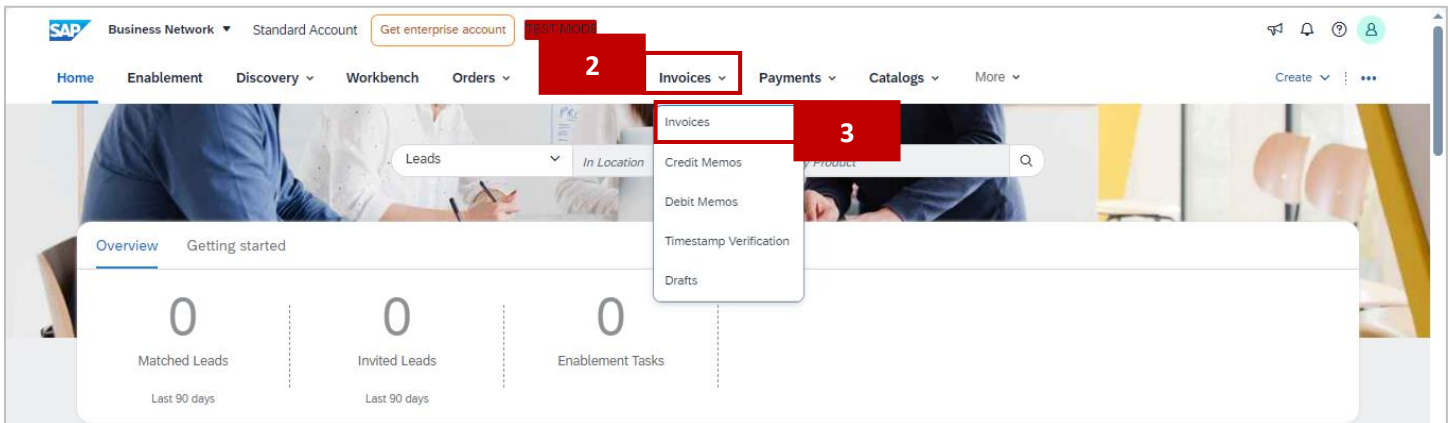 SAP Business Network Standard Account Get enterprise account TEST MODE
Home Enablement Discovery Workbench Orders 2 Invoices Payments Catalogs More Create
Invoices 3
Leads In Location Credit Memos Product
Debit Memos
Overview Getting started Timestamp Verification
Drafts
0 0 0
Matched Leads Invited Leads Enablement Tasks
Last 90 days Last 90 days